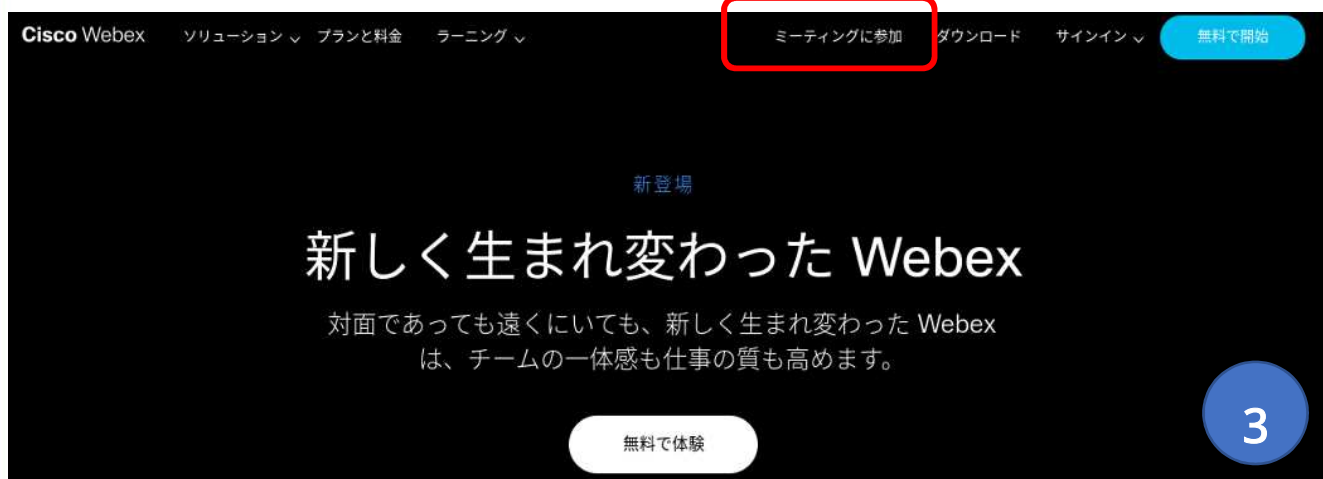 Cisco Webex ソリューション プランと料金 ラーニング ミーティングに参加 ダウンロード サインイン 無料で開始
新登場
新しく生まれ変わった Webex
対面であっても遠くにいても、新しく生まれ変わった Webex
は、チームの一体感も仕事の質も高めます。
無料で体験
3